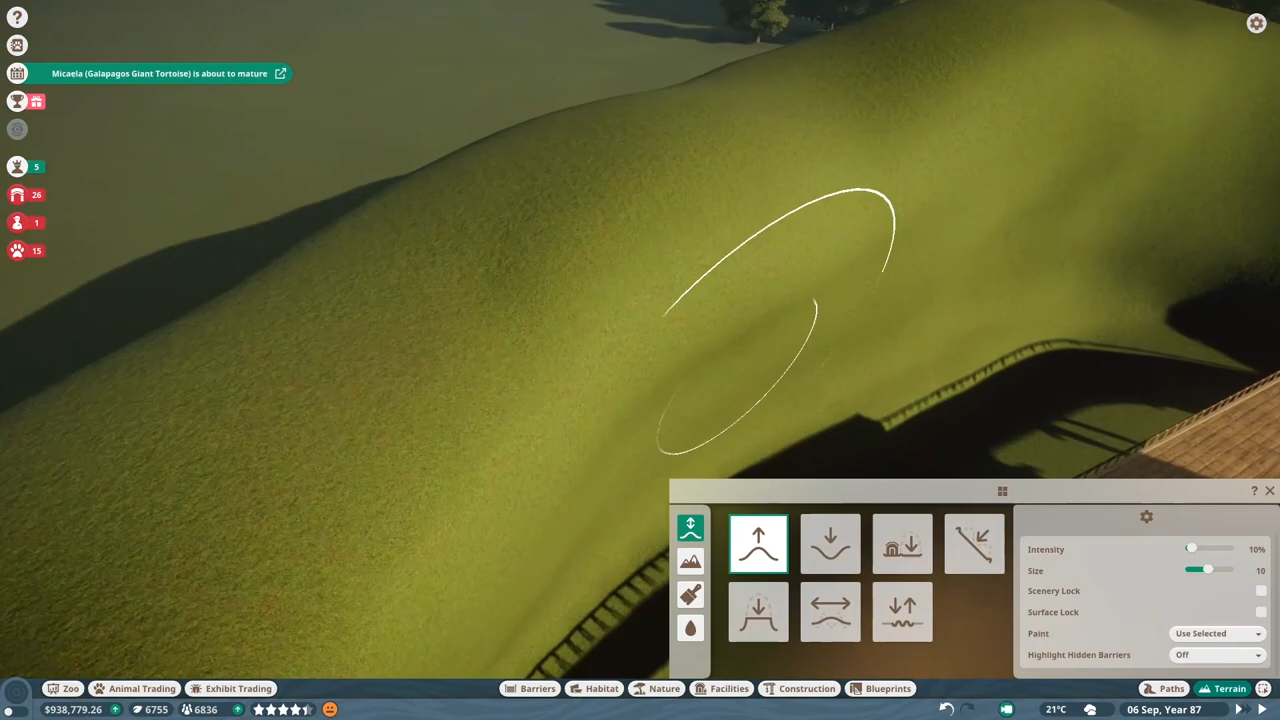 ?
Micaela (Galapagos Giant Tortoise) is about to mature
5
26
1
15
? ×
Intensity 10%
Size 10
Scenery Lock
Surface Lock
Paint Use Selected
Highlight Hidden Barriers Off
Zoo Animal Trading Exhibit Trading Barriers Habitat Nature Facilities Construction Blueprints Paths Terrain
$938,779.26 6755 6836 21°C 06 Sep, Year 87